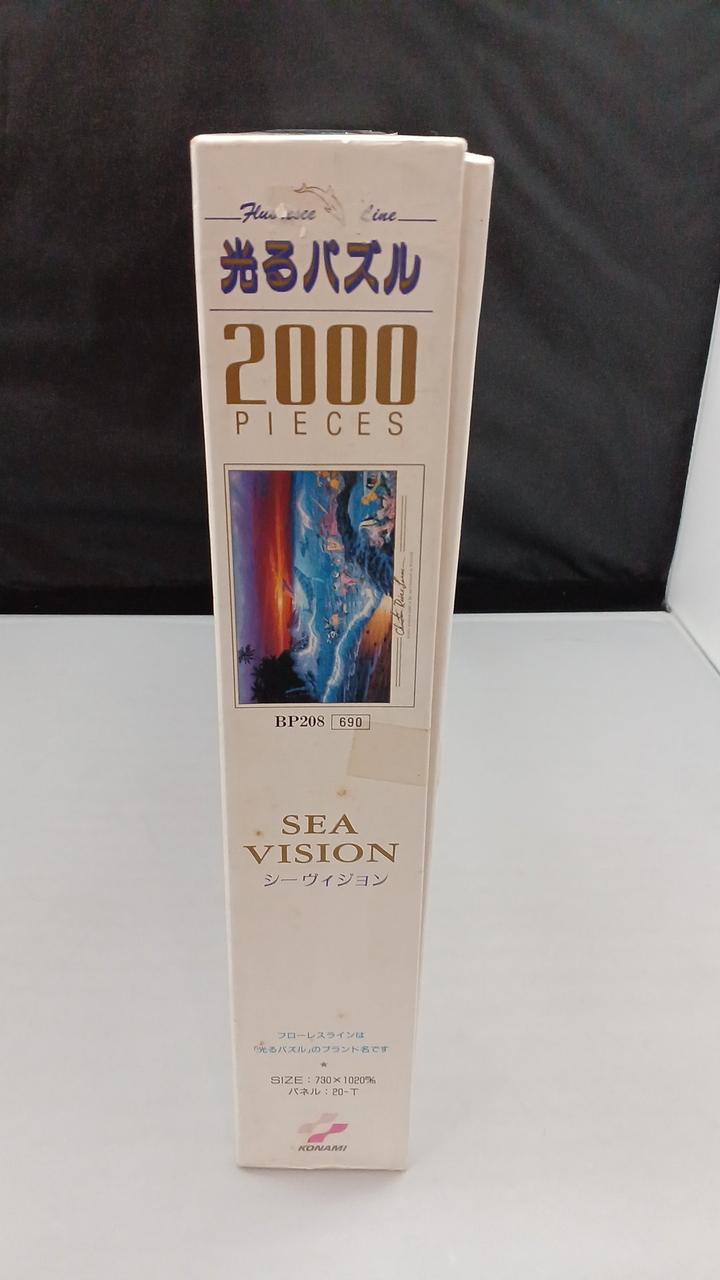 Line
光るパズル
2000
PIECES
BP208 690
SEA
VISION
シーヴィジョン
フローレスラインは
「光るパズル」のブランド名です
★
SIZE：730×1020㎜
パネル：20-T
KONAMI